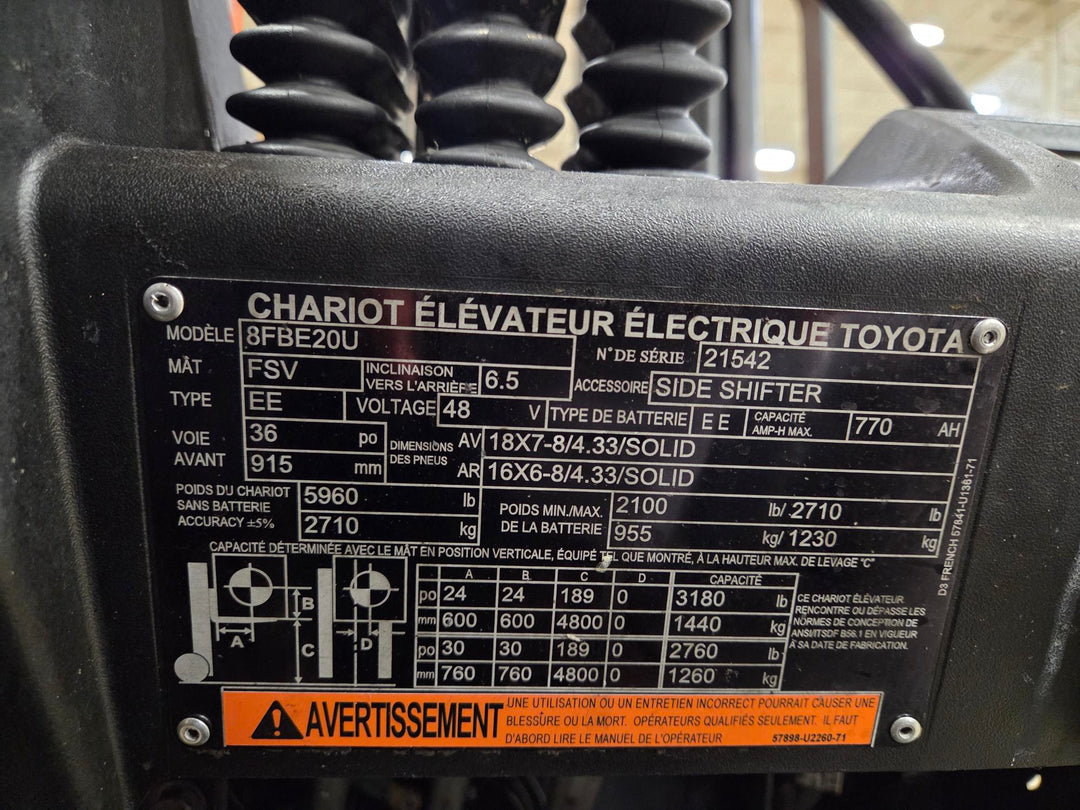 CHARIOT ÉLÉVATEUR ÉLECTRIQUE TOYOTA
MODÈLE 8FBE20U N° DE SÉRIE 21542
MÂT FSV INCLINAISON VERS L'ARRIÈRE 6.5 ACCESSOIRE SIDE SHIFTER
TYPE EE VOLTAGE 48 V TYPE DE BATTERIE EE CAPACITÉ AMP-H MAX. 770 AH
VOIE AVANT 36 po DIMENSIONS DES PNEUS AV 18X7-8/4.33/SOLID
915 mm AR 16X6-8/4.33/SOLID
POIDS DU CHARIOT SANS BATTERIE ACCURACY ±5% 5960 lb POIDS MIN./MAX. DE LA BATTERIE 2100 lb/ 2710 lb
2710 kg 955 kg/ 1230 kg
CAPACITÉ DÉTERMINÉE AVEC LE MÂT EN POSITION VERTICALE, ÉQUIPÉ TEL QUE MONTRÉ, À LA HAUTEUR MAX. DE LEVAGE "C"
A B C D
A B C D CAPACITÉ
po 24 24 189 0 3180 lb
mm 600 600 4800 0 1440 kg
po 30 30 189 0 2760 lb
mm 760 760 4800 0 1260 kg
CE CHARIOT ÉLÉVATEUR
RENCONTRE OU DÉPASSE LES
NORMES DE CONCEPTION DE
ANSI/ITSDF B56.1 EN VIGUEUR
À SA DATE DE FABRICATION.
D3 FRENCH 57841-U1361-71
AVERTISSEMENT
UNE UTILISATION OU UN ENTRETIEN INCORRECT POURRAIT CAUSER UNE
BLESSURE OU LA MORT. OPÉRATEURS QUALIFIÉS SEULEMENT. IL FAUT
D'ABORD LIRE LE MANUEL DE L'OPÉRATEUR 57898-U2260-71